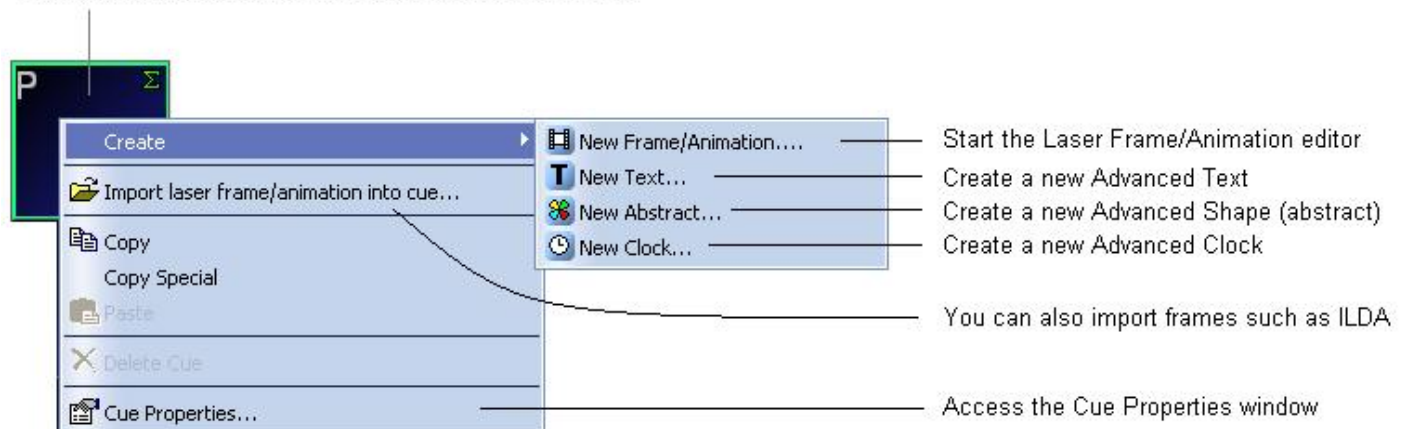 P Σ
Create
Import laser frame/animation into cue...
Copy
Copy Special
Paste
Delete Cue
Cue Properties...
New Frame/Animation....
T New Text...
New Abstract...
New Clock...
Start the Laser Frame/Animation editor
Create a new Advanced Text
Create a new Advanced Shape (abstract)
Create a new Advanced Clock
You can also import frames such as ILDA
Access the Cue Properties window